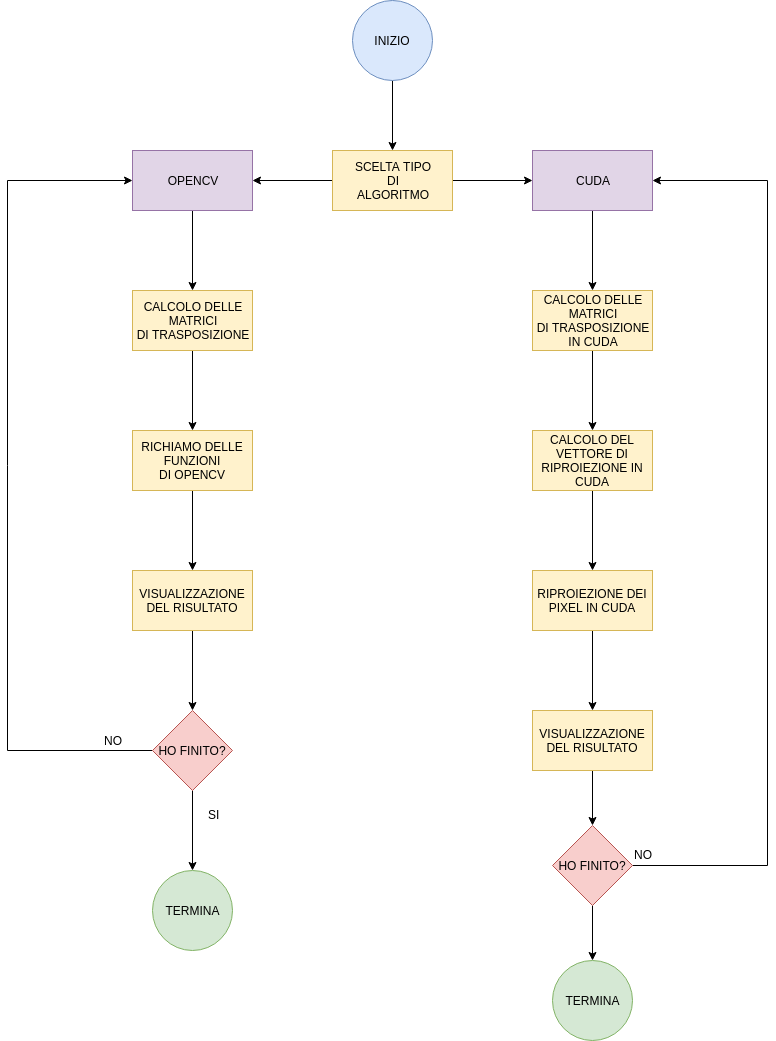 INIZIO
OPENCV
SCELTA TIPO
DI
ALGORITMO
CUDA
CALCOLO DELLE
MATRICI
DI TRASPOSIZIONE
CALCOLO DELLE
MATRICI
DI TRASPOSIZIONE
IN CUDA
RICHIAMO DELLE
FUNZIONI
DI OPENCV
CALCOLO DEL
VETTORE DI
RIPROIEZIONE IN
CUDA
VISUALIZZAZIONE
DEL RISULTATO
RIPROIEZIONE DEI
PIXEL IN CUDA
NO
HO FINITO?
SI
VISUALIZZAZIONE
DEL RISULTATO
HO FINITO?
NO
TERMINA
TERMINA